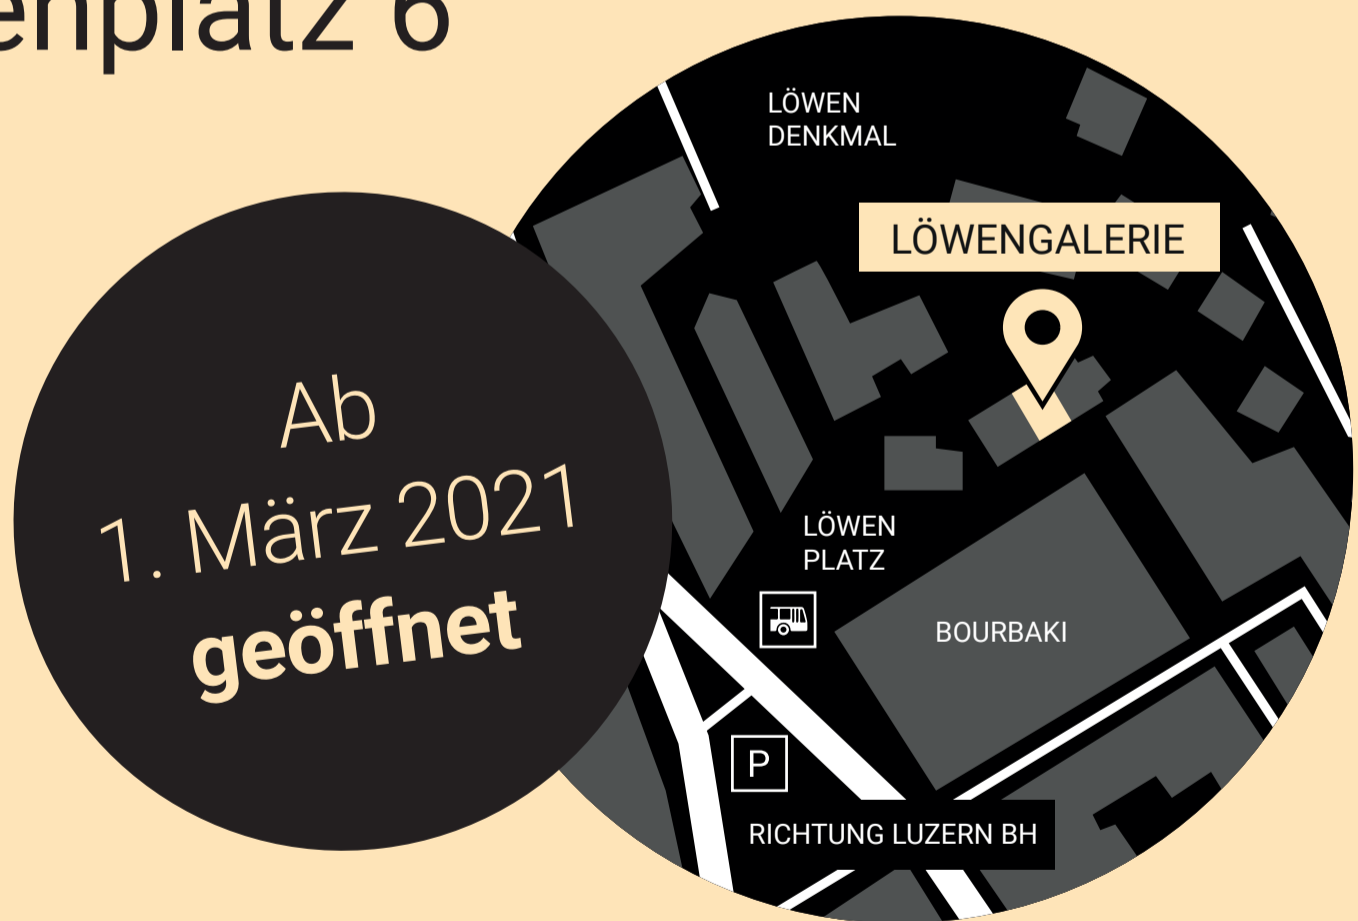 enplatz 6
LÖWEN
DENKMAL
LÖWENGALERIE
Ab
1. März 2021
geöffnet
LÖWEN
PLATZ
BOURBAKI
P
RICHTUNG LUZERN BH